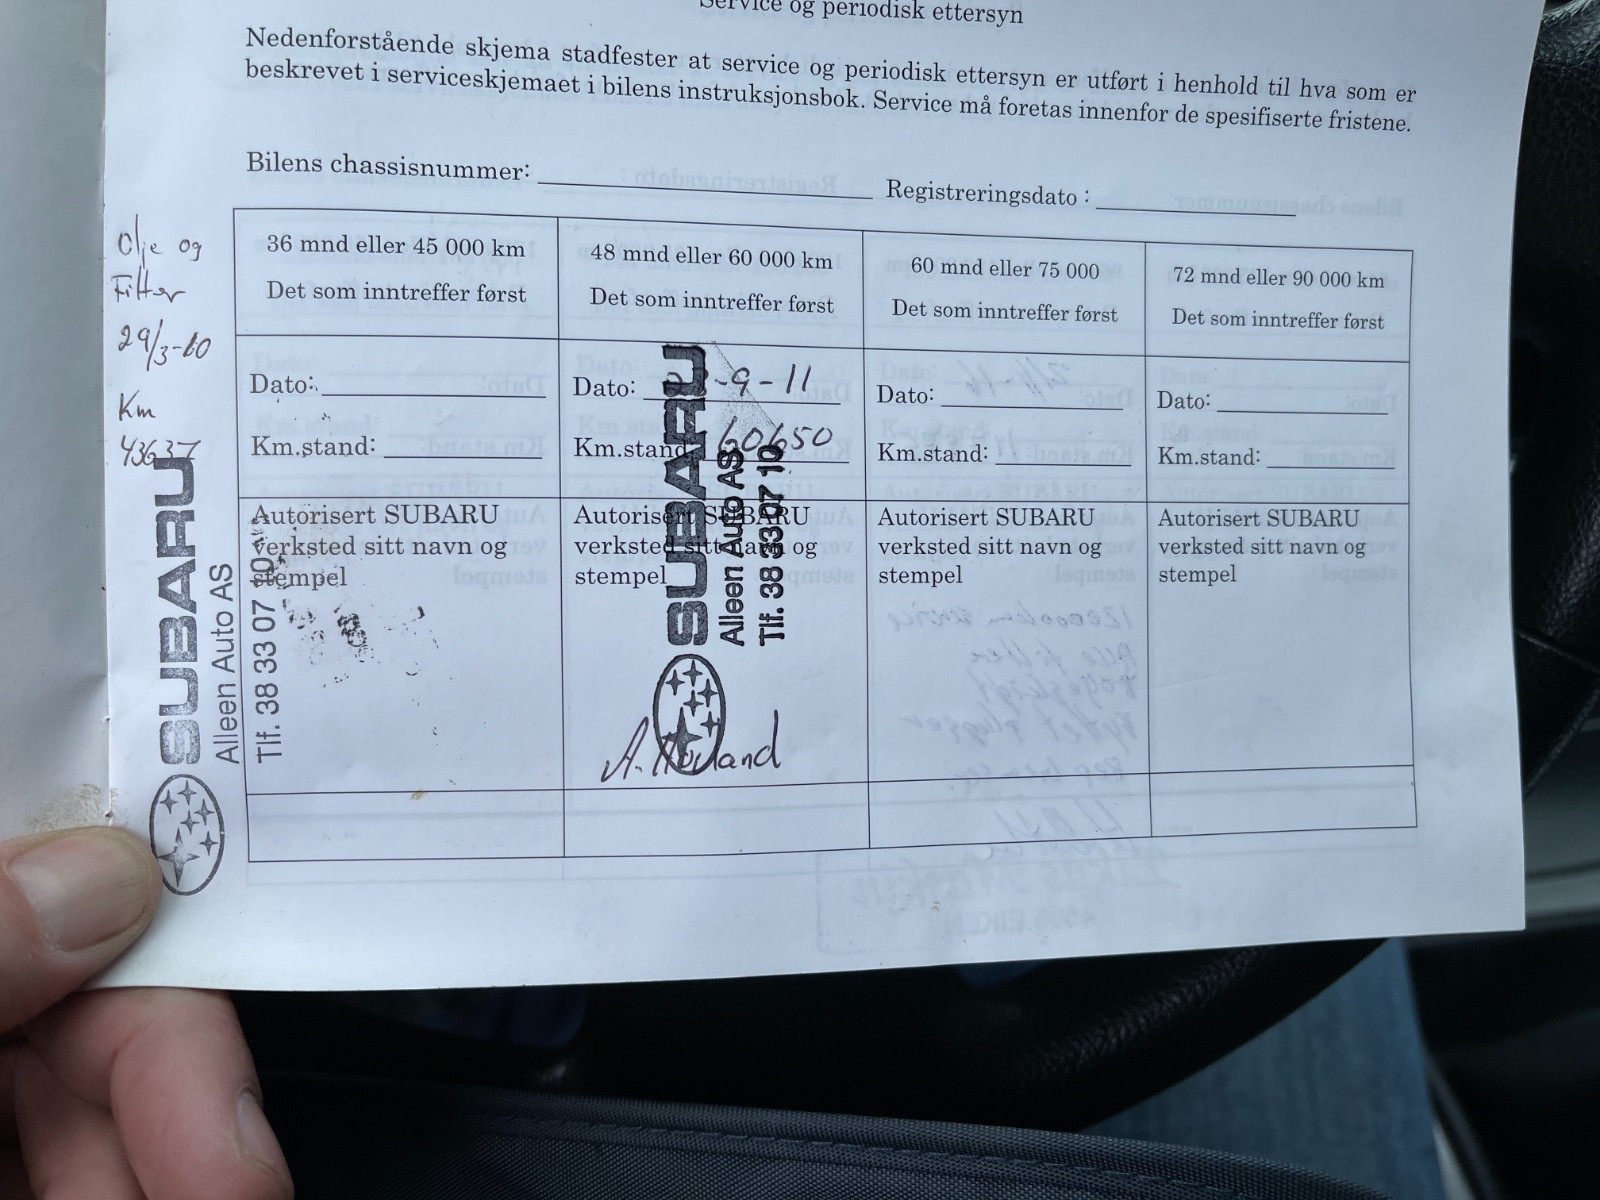 Service og periodisk ettersyn
Nedenforstående skjema stadfester at service og periodisk ettersyn er utført i henhold til hva som er
beskrevet i serviceskjemaet i bilens instruksjonsbok. Service må foretas innenfor de spesifiserte fristene.
Bilens chassisnummer:
Registreringsdato :
Olje og
Filter
29/3-10
Km
43637
SUBARU
Alleen Auto AS
Tlf. 38 33 07 10
36 mnd eller 45 000 km
Det som inntreffer først
Dato:
Km.stand:
Autorisert SUBARU
verksted sitt navn og
stempel
48 mnd eller 60 000 km
Det som inntreffer først
Dato: -9-11
Km.stand 60650
Autorisert SUBARU
verksted sitt navn og
stempel
SUBARU
Alleen Auto AS
Tlf. 38 33 07 10
60 mnd eller 75 000
Det som inntreffer først
Dato:
Km.stand:
Autorisert SUBARU
verksted sitt navn og
stempel
72 mnd eller 90 000 km
Det som inntreffer først
Dato:
Km.stand:
Autorisert SUBARU
verksted sitt navn og
stempel